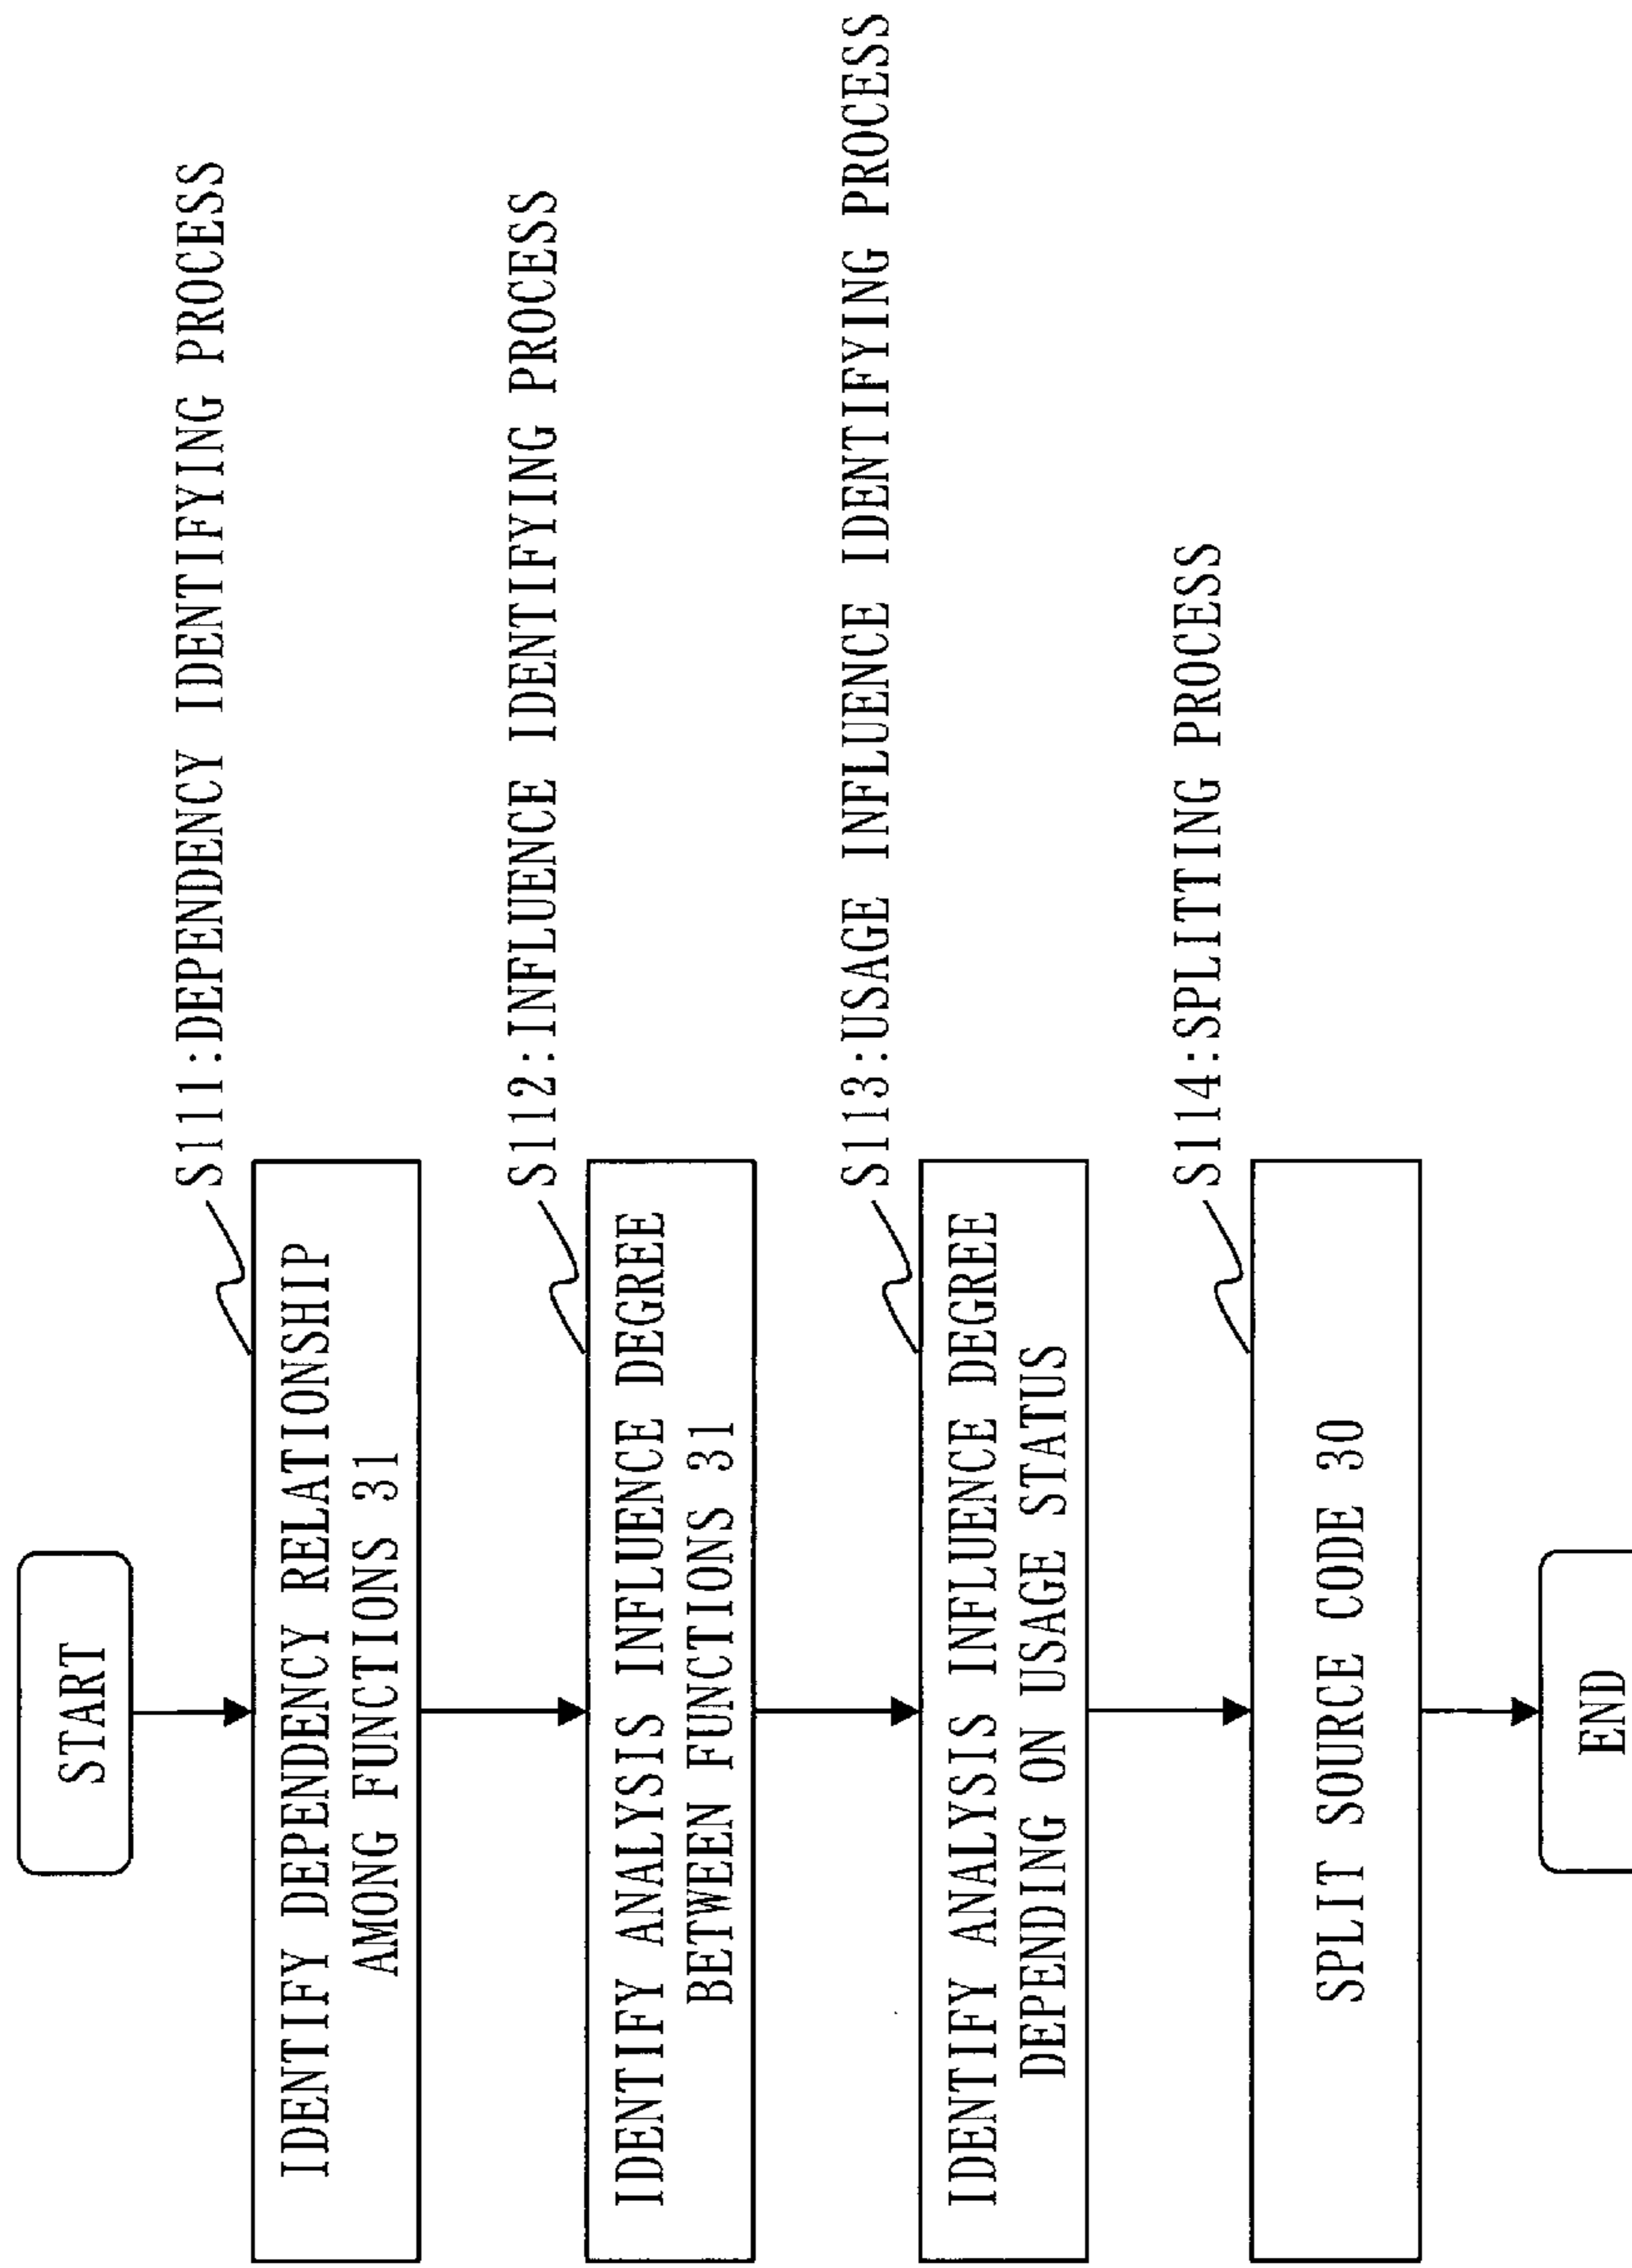 START
S111:DEPENDENCY IDENTIFYING PROCESS
IDENTIFY DEPENDENCY RELATIONSHIP
AMONG FUNCTIONS 31
S112:INFLUENCE IDENTIFYING PROCESS
IDENTIFY ANALYSIS INFLUENCE DEGREE
BETWEEN FUNCTIONS 31
S113:USAGE INFLUENCE IDENTIFYING PROCESS
IDENTIFY ANALYSIS INFLUENCE DEGREE
DEPENDING ON USAGE STATUS
S114:SPLITTING PROCESS
SPLIT SOURCE CODE 30
END